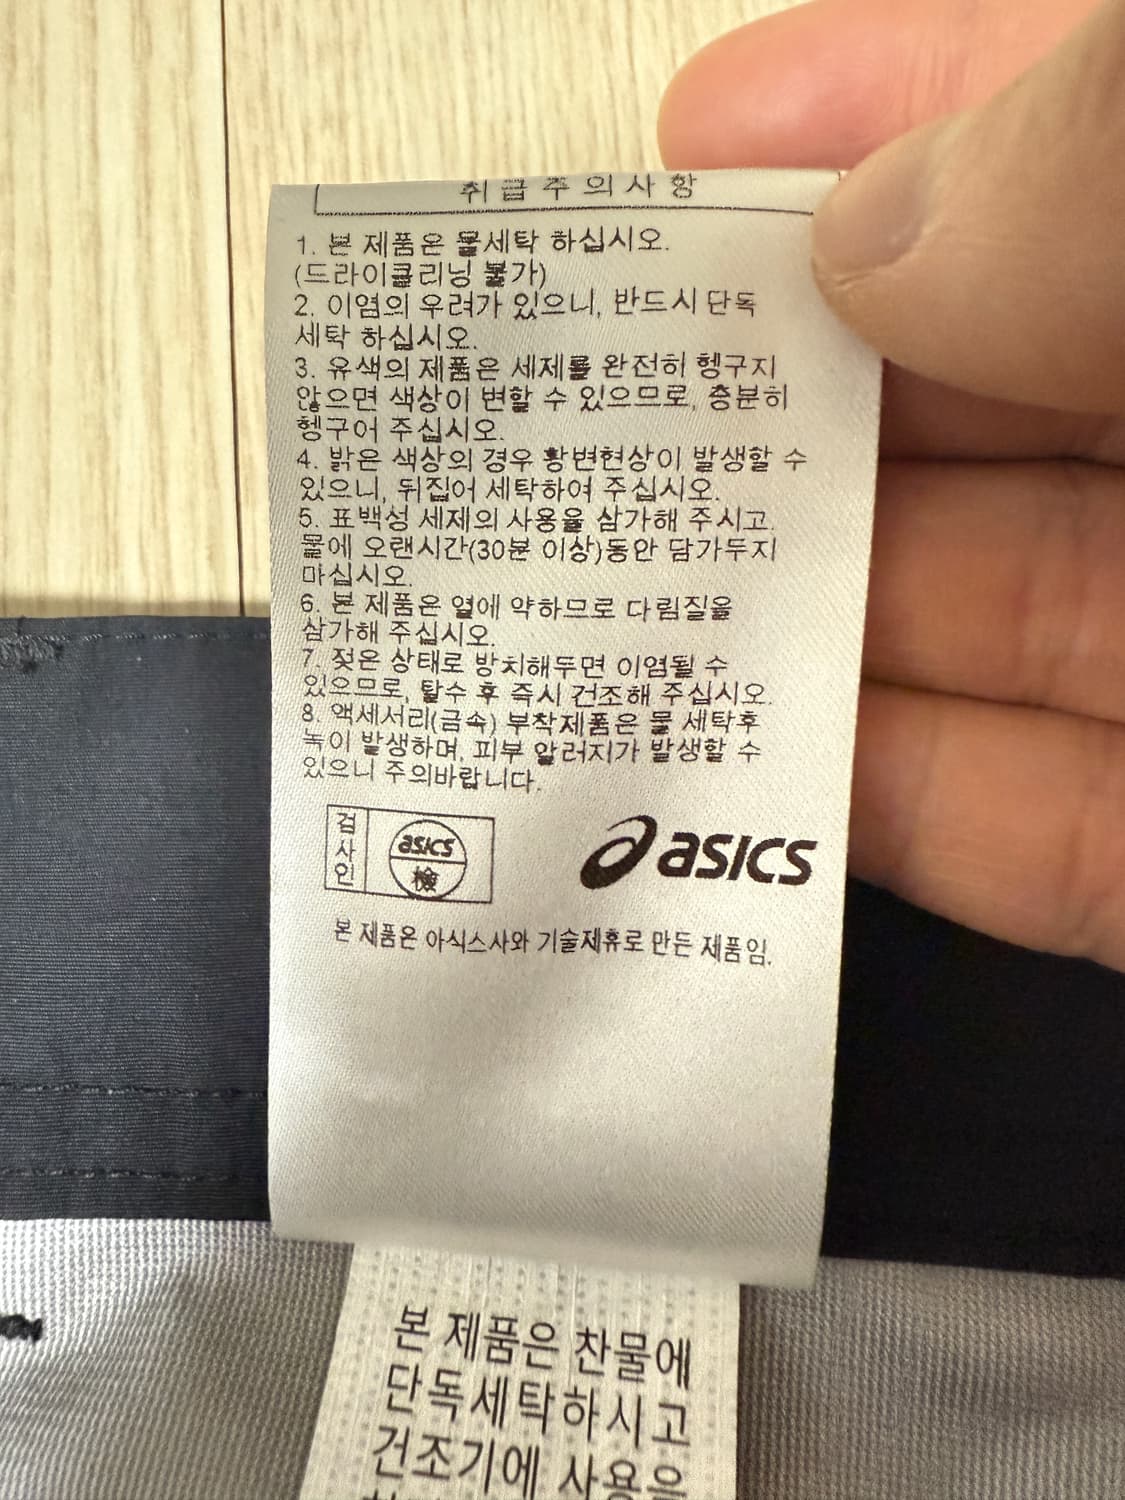 취급주의사항
1. 본 제품은 물세탁 하십시오.
(드라이클리닝 불가)
2. 이염의 우려가 있으니, 반드시 단독
세탁 하십시오.
3. 유색의 제품은 세제를 완전히 헹구지
않으면 색상이 변할 수 있으므로, 충분히
헹구어 주십시오.
4. 밝은 색상의 경우 황변현상이 발생할 수
있으니, 뒤집어 세탁하여 주십시오.
5. 표백성 세제의 사용을 삼가해 주시고.
물에 오랜시간(30분 이상)동안 담가두지
마십시오.
6. 본 제품은 열에 약하므로 다림질을
삼가해 주십시오.
7. 젖은 상태로 방치해두면 이염될 수
있으므로, 탈수 후 즉시 건조해 주십시오.
8. 액세서리(금속) 부착제품은 물 세탁후
녹이 발생하며, 피부 알러지가 발생할 수
있으니 주의바랍니다.
검사인
asics
檢
asics
본 제품은 아식스사와 기술제휴로 만든 제품임.
본 제품은 찬물에
단독세탁하시고
건조기에 사용은